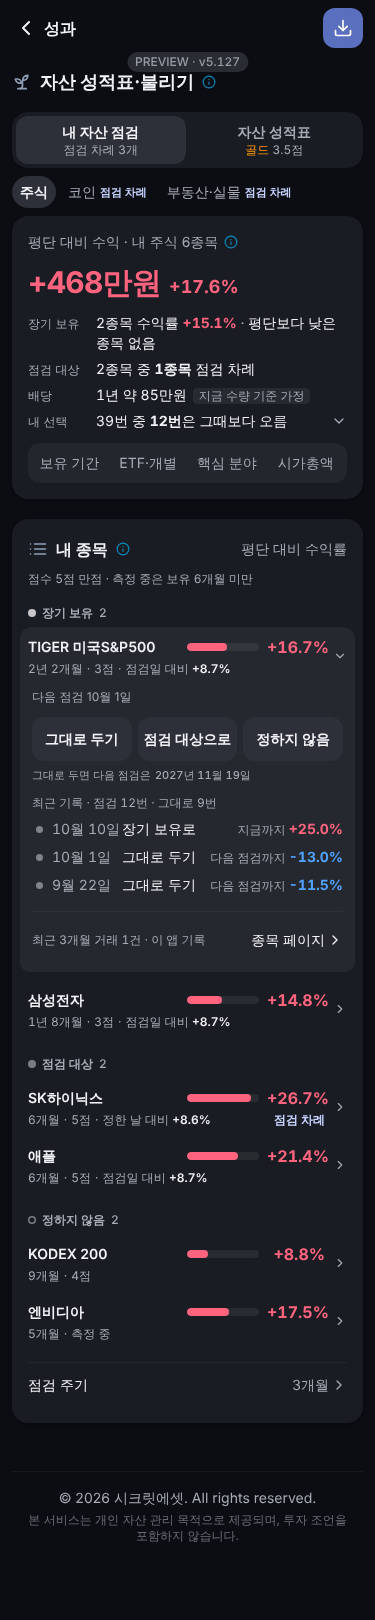 성과
PREVIEW · v5.127
자산 성적표·불리기
내 자산 점검
점검 차례 3개
자산 성적표
골드 3.5점
주식 코인 점검 차례 부동산·실물 점검 차례
평단 대비 수익 · 내 주식 6종목
+468만원 +17.6%
장기 보유 2종목 수익률 +15.1% · 평단보다 낮은
종목 없음
점검 대상 2종목 중 1종목 점검 차례
배당 1년 약 85만원 지금 수량 기준 가정
내 선택 39번 중 12번은 그때보다 오름
보유 기간 ETF·개별 핵심 분야 시가총액
내 종목 평단 대비 수익률
점수 5점 만점 · 측정 중은 보유 6개월 미만
장기 보유 2
TIGER 미국S&P500 +16.7%
2년 2개월 · 3점 · 점검일 대비 +8.7%
다음 점검 10월 1일
그대로 두기 점검 대상으로 정하지 않음
그대로 두면 다음 점검은 2027년 11월 19일
최근 기록 · 점검 12번 · 그대로 9번
10월 10일 장기 보유로 지금까지 +25.0%
10월 1일 그대로 두기 다음 점검까지 -13.0%
9월 22일 그대로 두기 다음 점검까지 -11.5%
최근 3개월 거래 1건 · 이 앱 기록 종목 페이지
삼성전자 +14.8%
1년 8개월 · 3점 · 점검일 대비 +8.7%
점검 대상 2
SK하이닉스 +26.7%
6개월 · 5점 · 정한 날 대비 +8.6% 점검 차례
애플 +21.4%
6개월 · 5점 · 점검일 대비 +8.7%
정하지 않음 2
KODEX 200 +8.8%
9개월 · 4점
엔비디아 +17.5%
5개월 · 측정 중
점검 주기 3개월
© 2026 시크릿에셋. All rights reserved.
본 서비스는 개인 자산 관리 목적으로 제공되며, 투자 조언을
포함하지 않습니다.